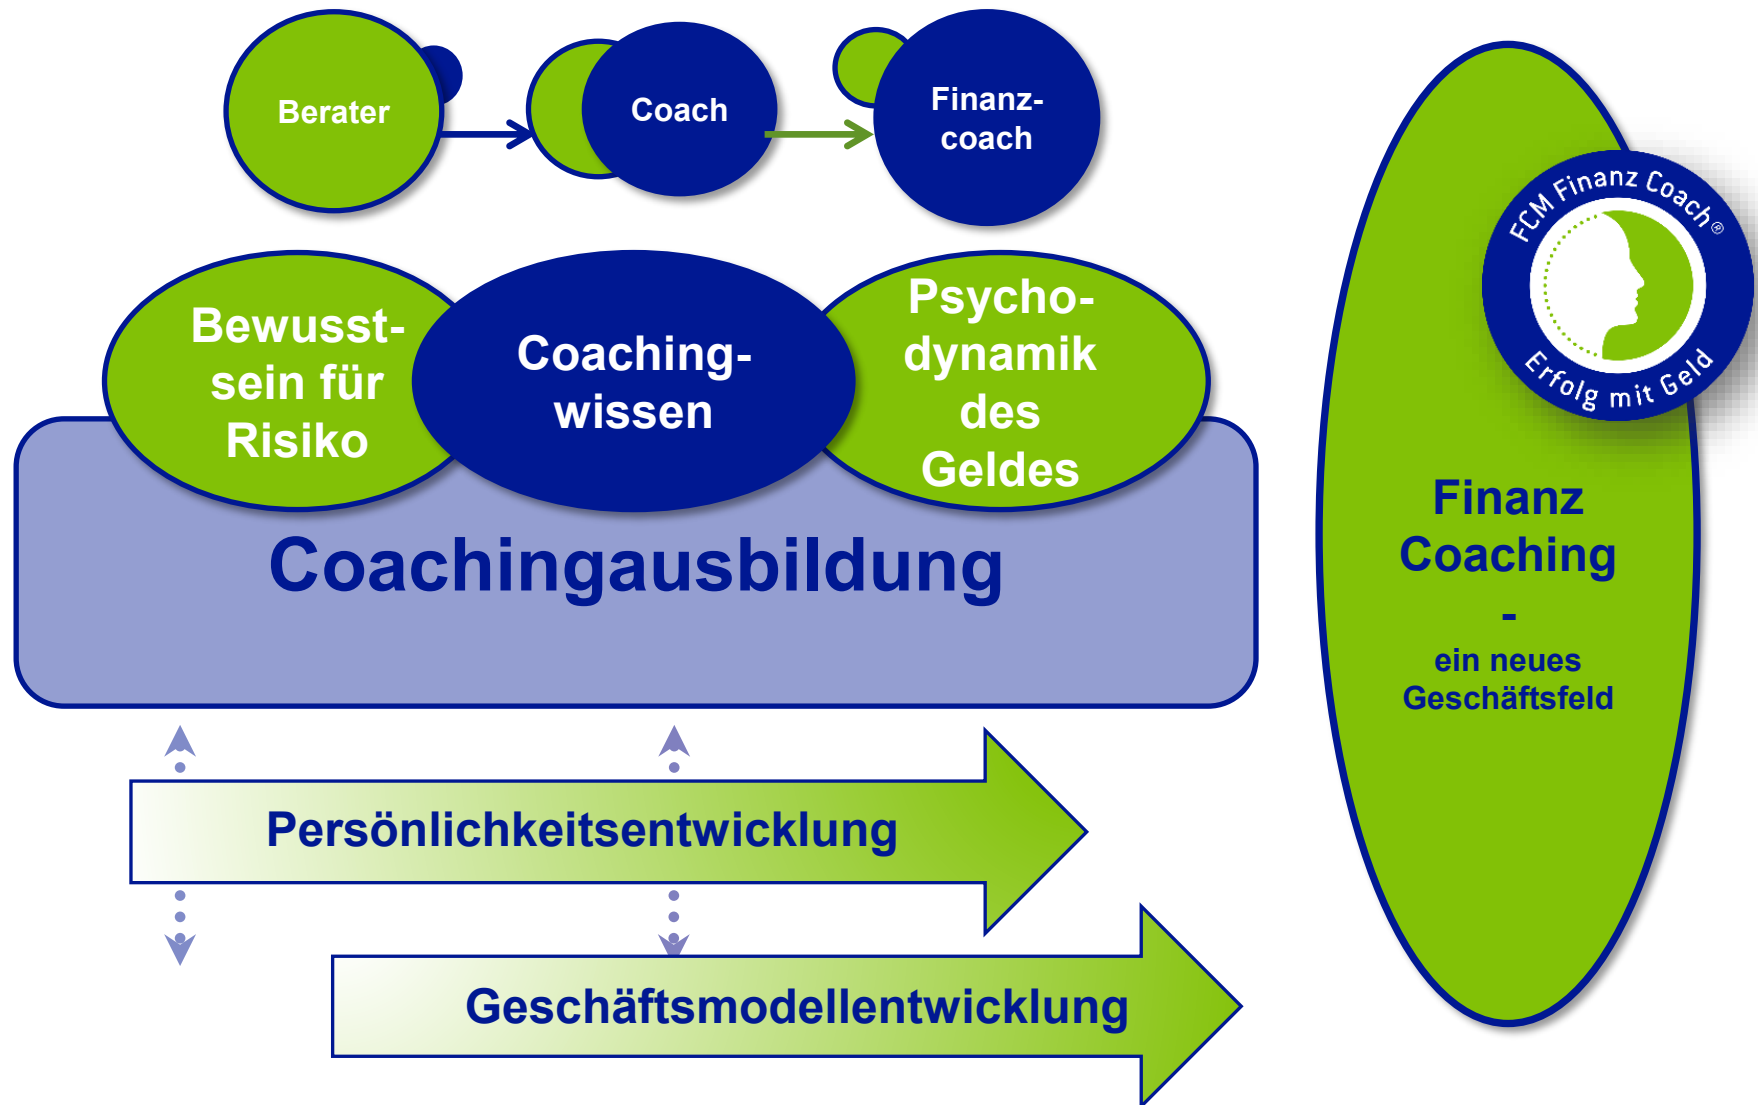 Berater
Coach
Finanz-
coach
Bewusst-
sein für
Risiko
Coaching-
wissen
Psycho-
dynamik
des
Geldes
Coachingausbildung
Persönlichkeitsentwicklung
Geschäftsmodellentwicklung
FCM Finanz Coach®
Erfolg mit Geld
Finanz
Coaching
-
ein neues
Geschäftsfeld